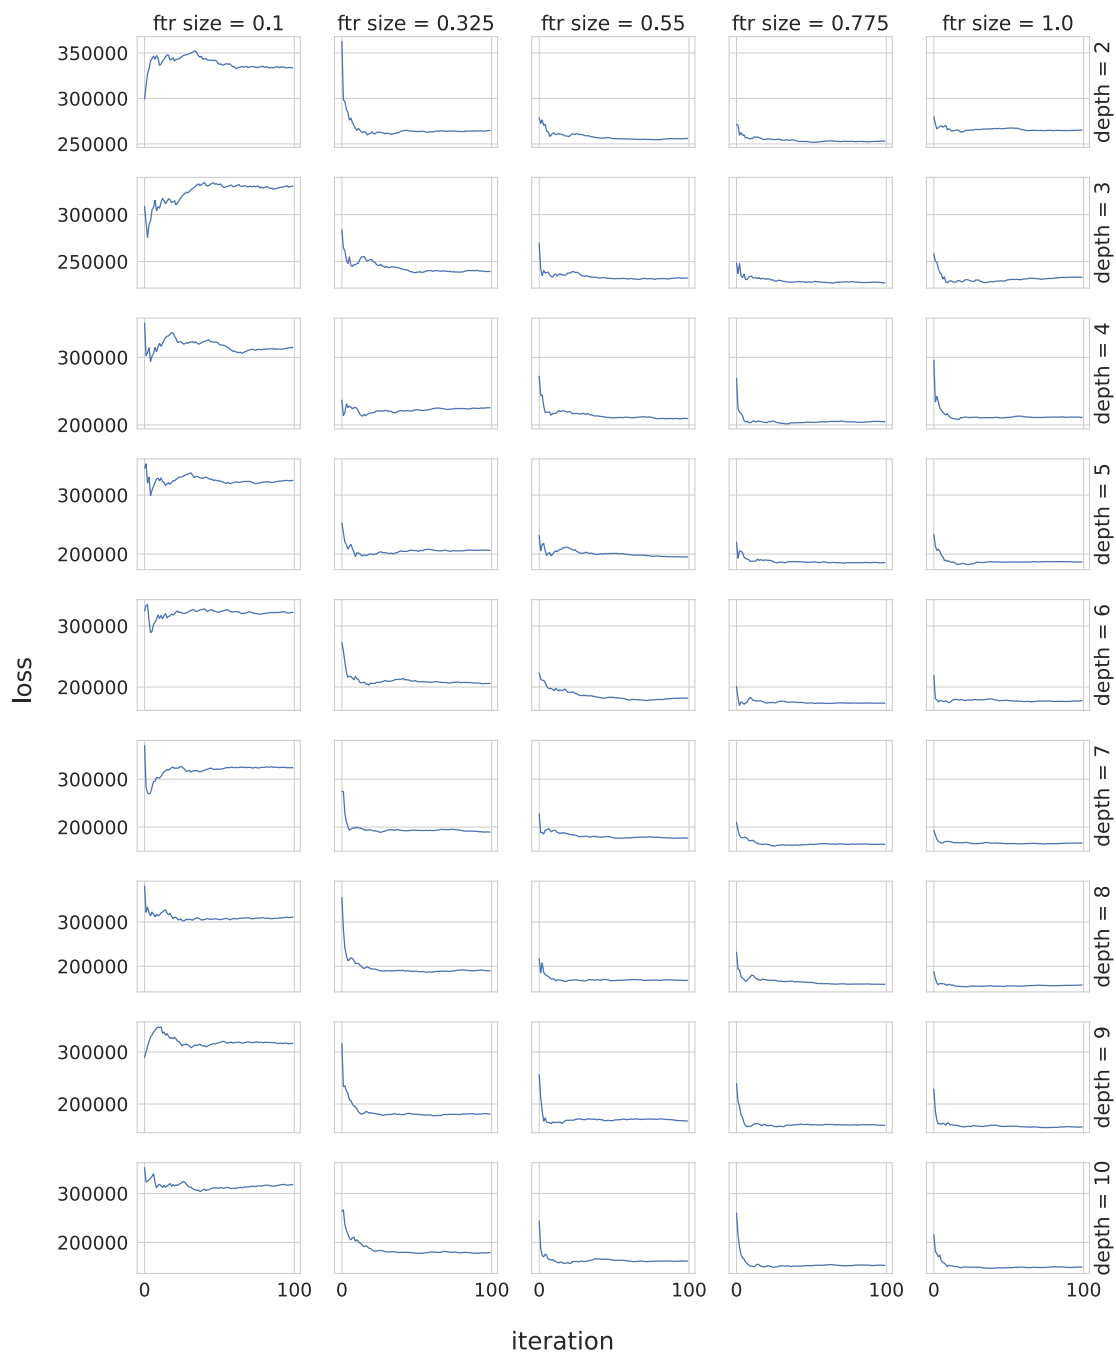 ftr size = 0.1 ftr size = 0.325 ftr size = 0.55 ftr size = 0.775 ftr size = 1.0
350000
300000
250000
depth = 2
300000
250000
depth = 3
300000
200000
depth = 4
300000
200000
depth = 5
300000
200000
depth = 6
loss
300000
200000
depth = 7
300000
200000
depth = 8
300000
200000
depth = 9
300000
200000
depth = 10
0 100 0 100 0 100 0 100 0 100
iteration